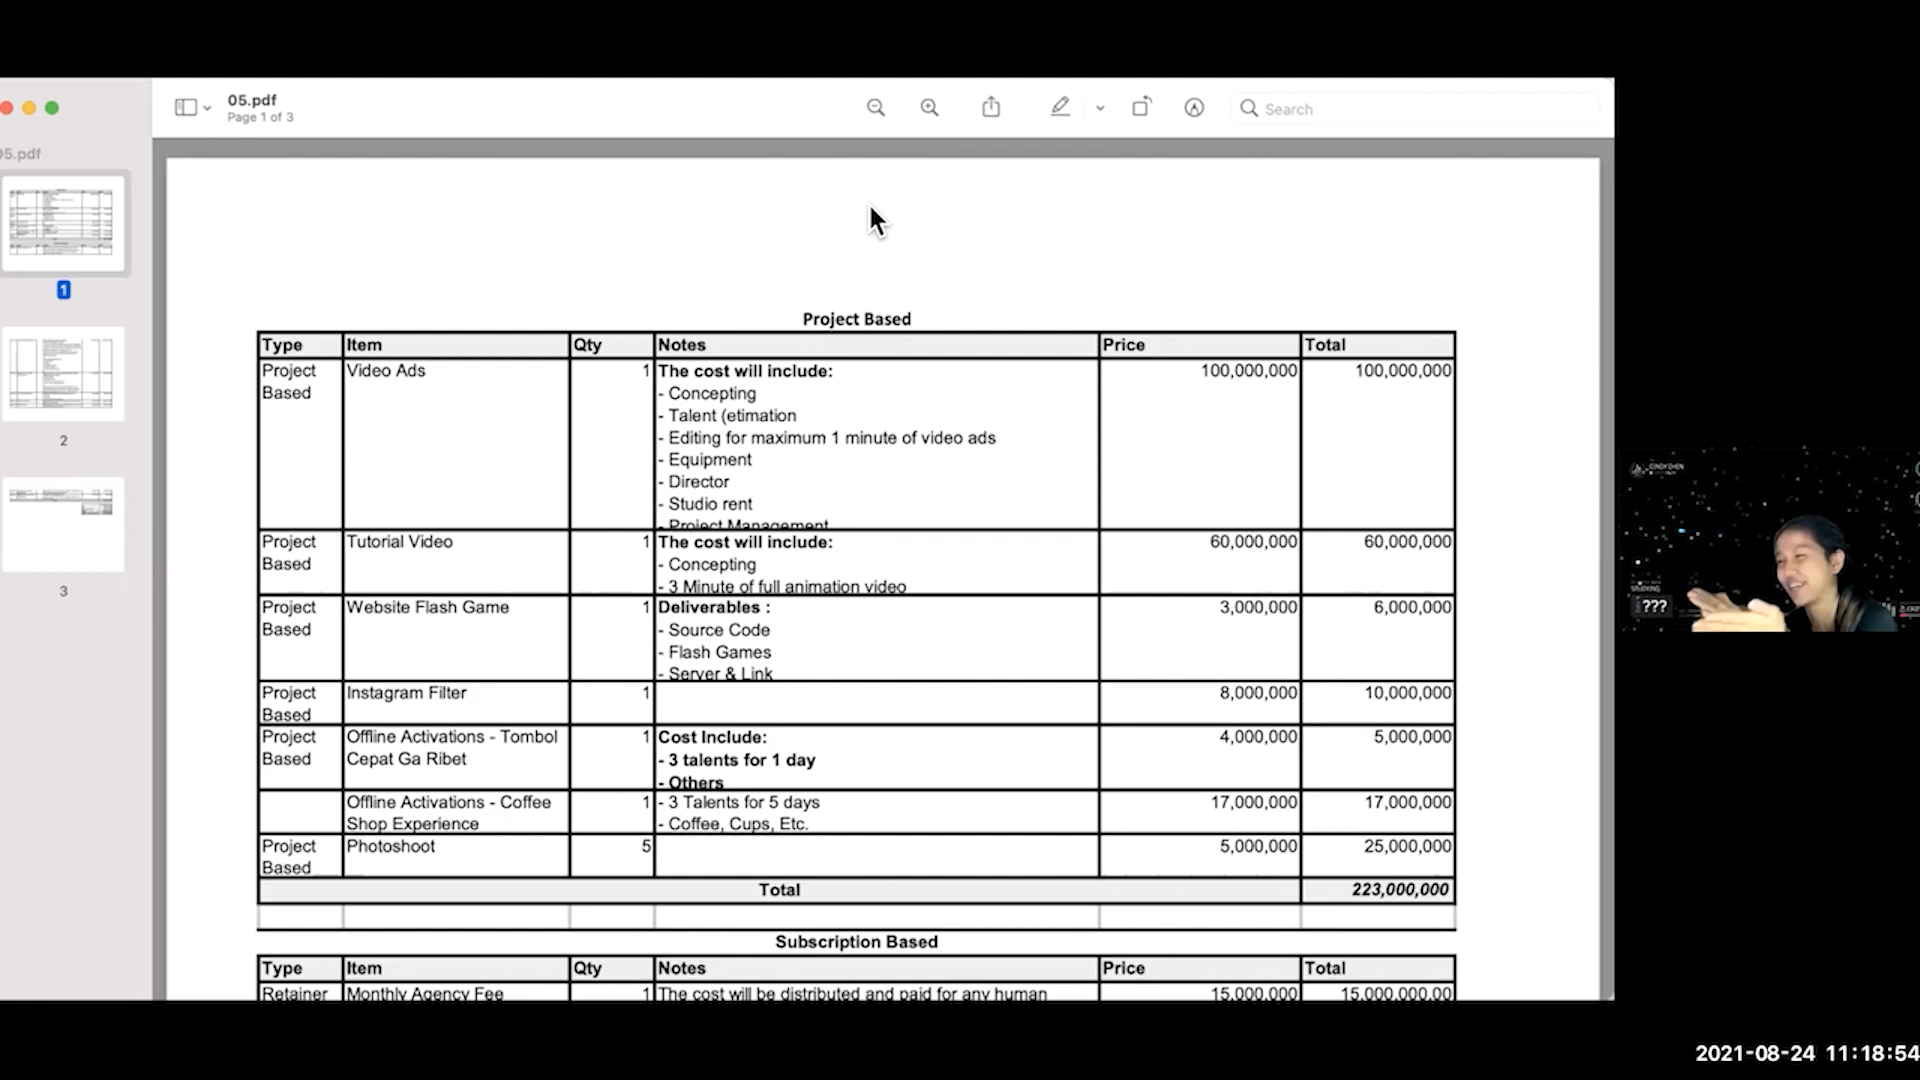 05.pdf
Page 1 of 3
Search
05.pdf
1
2
3
Project Based
Type Item Qty Notes Price Total
Project Based Video Ads 1 The cost will include: 100,000,000 100,000,000
- Concepting
- Talent (etimation
- Editing for maximum 1 minute of video ads
- Equipment
- Director
- Studio rent
- Project Management
Project Based Tutorial Video 1 The cost will include: 60,000,000 60,000,000
- Concepting
- 3 Minute of full animation video
Project Based Website Flash Game 1 Deliverables : 3,000,000 6,000,000
- Source Code
- Flash Games
- Server & Link
Project Based Instagram Filter 1 8,000,000 10,000,000
Project Based Offline Activations - Tombol Cepat Ga Ribet 1 Cost Include: 4,000,000 5,000,000
- 3 talents for 1 day
- Others
Offline Activations - Coffee Shop Experience 1 - 3 Talents for 5 days 17,000,000 17,000,000
- Coffee, Cups, Etc.
Project Based Photoshoot 5 5,000,000 25,000,000
Total 223,000,000
Subscription Based
Type Item Qty Notes Price Total
Retainer Monthly Agency Fee 1 The cost will be distributed and paid for any human 15,000,000 15,000,000.00
???
2021-08-24 11:18:54